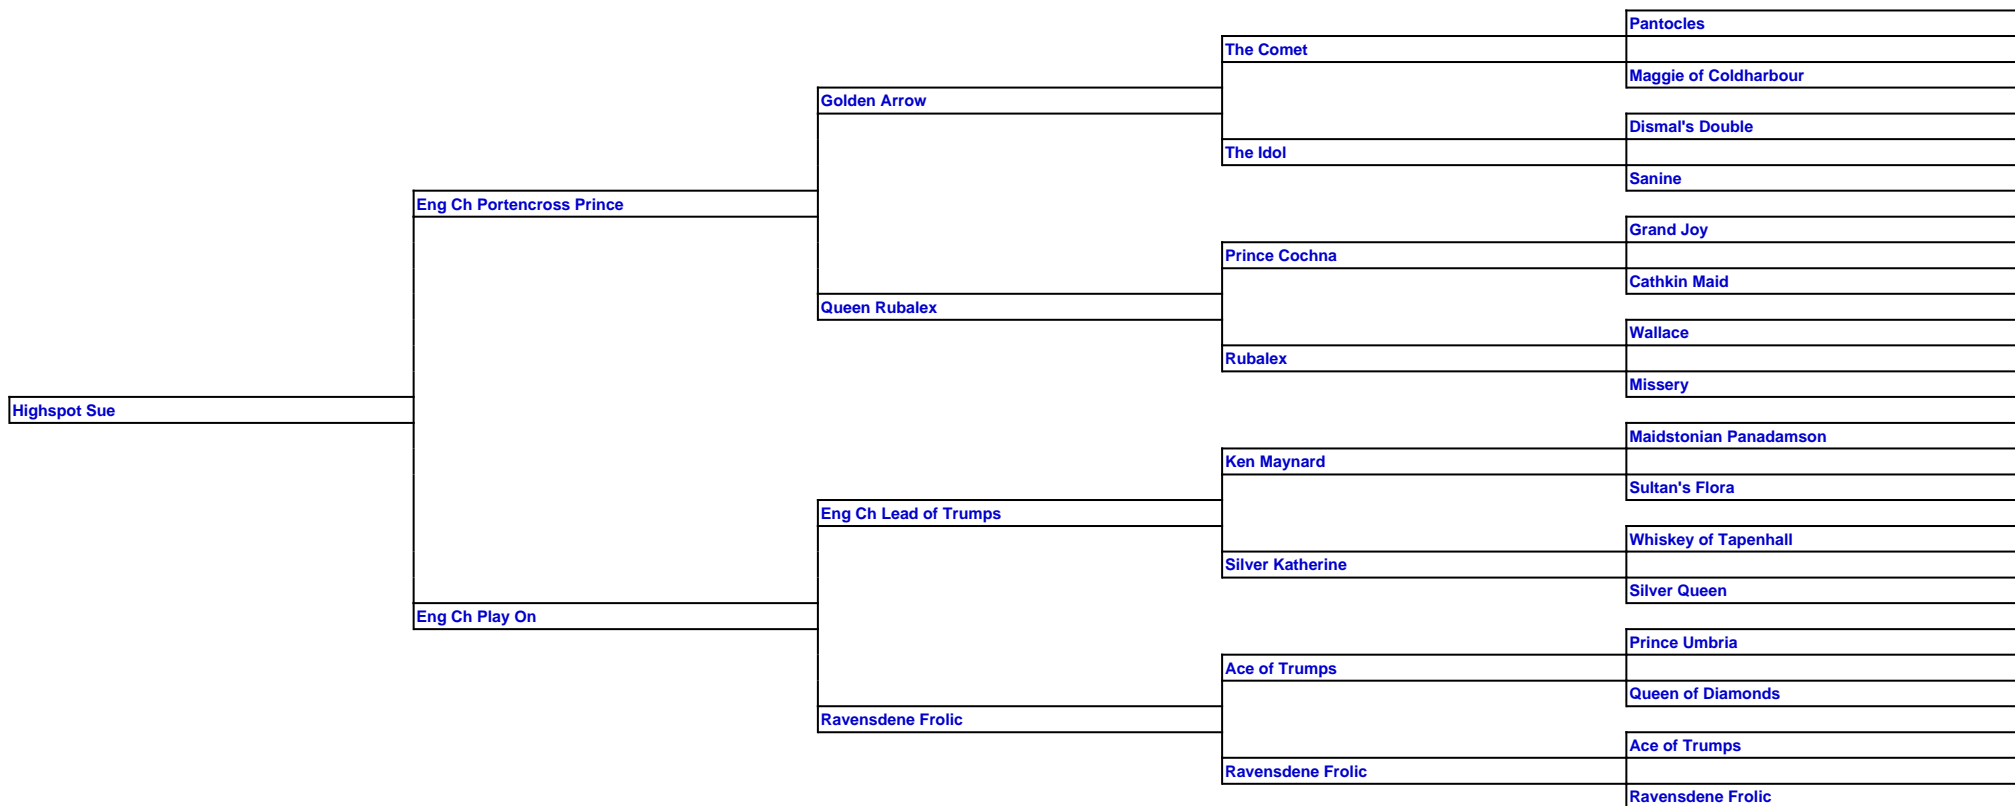 Pantocles
The Comet
Maggie of Coldharbour
Golden Arrow
Dismal's Double
The Idol
Sanine
Eng Ch Portencross Prince
Grand Joy
Prince Cochna
Cathkin Maid
Queen Rubalex
Wallace
Rubalex
Missery
Highspot Sue
Maidstonian Panadamson
Ken Maynard
Sultan's Flora
Eng Ch Lead of Trumps
Whiskey of Tapenhall
Silver Katherine
Silver Queen
Eng Ch Play On
Prince Umbria
Ace of Trumps
Queen of Diamonds
Ravensdene Frolic
Ace of Trumps
Ravensdene Frolic
Ravensdene Frolic